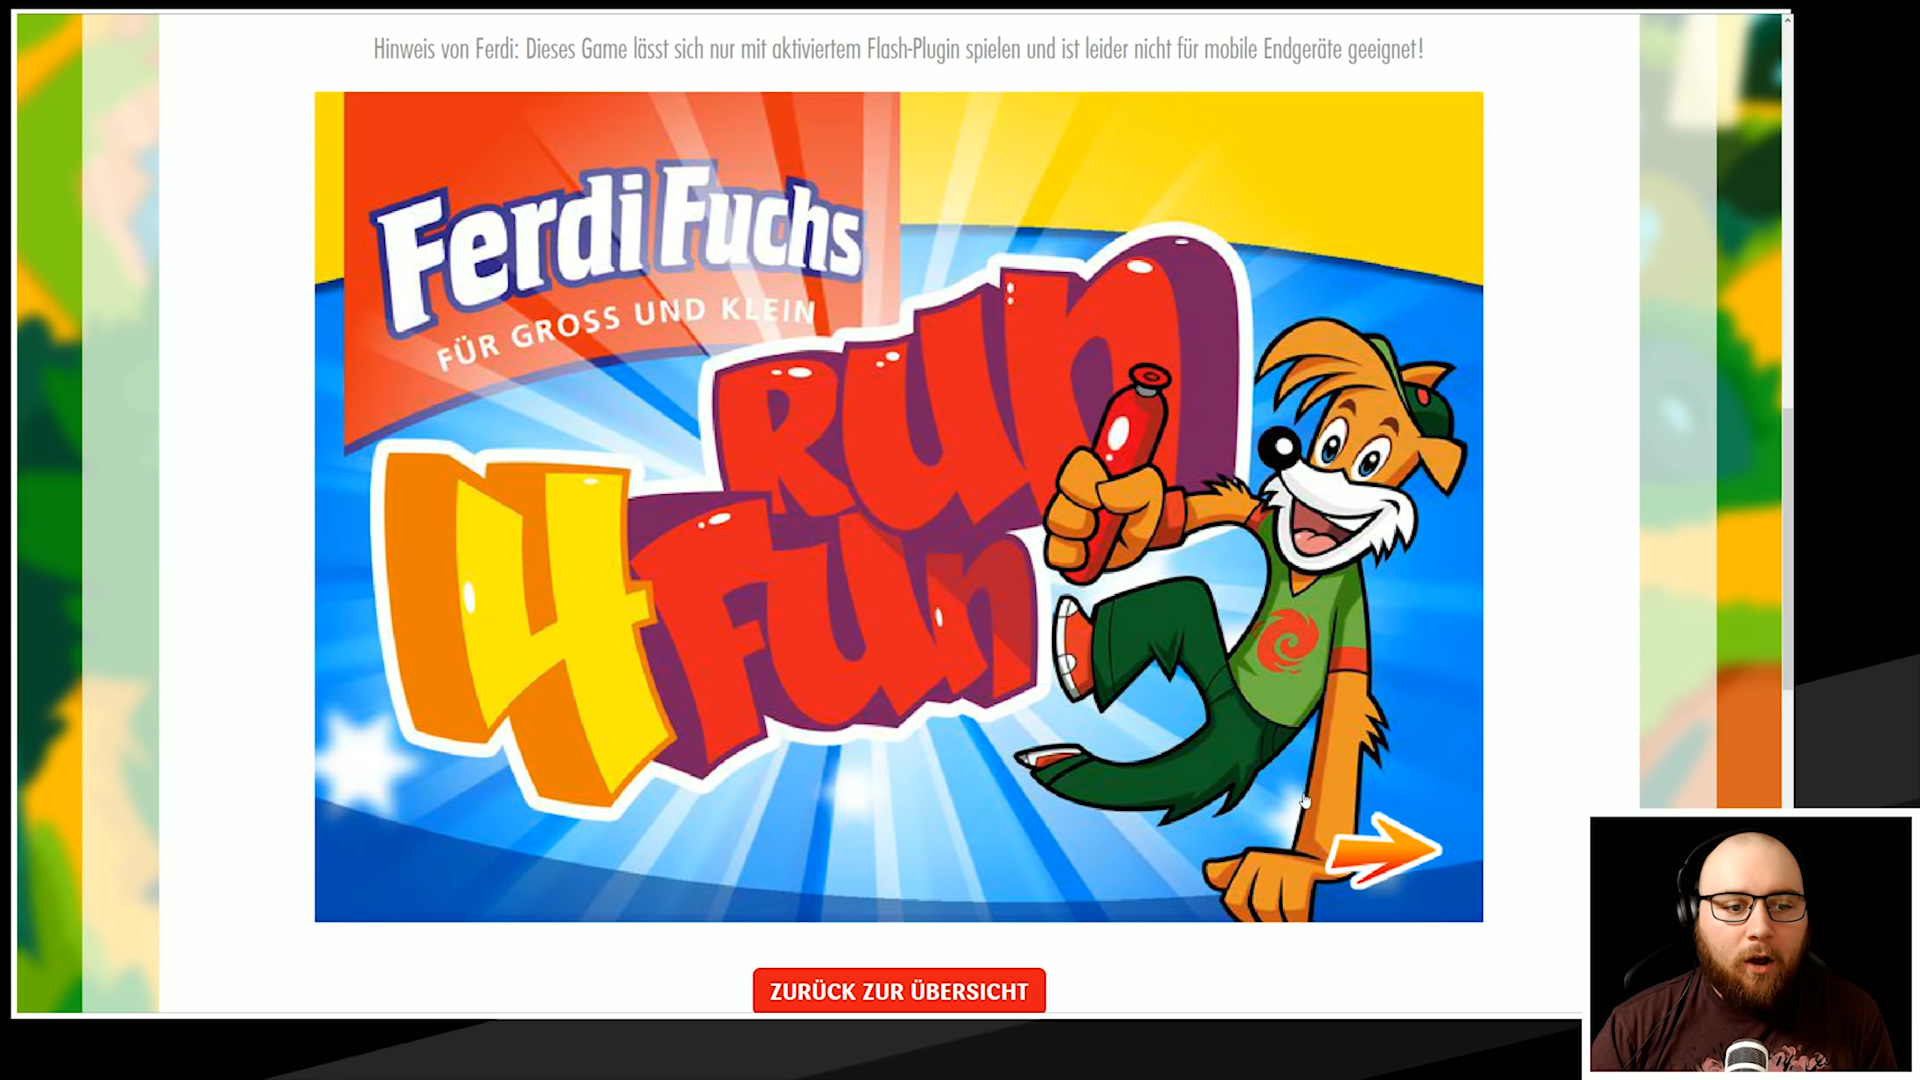 Hinweis von Ferdi: Dieses Game lässt sich nur mit aktiviertem Flash-Plugin spielen und ist leider nicht für mobile Endgeräte geeignet!
Ferdi Fuchs
FÜR GROSS UND KLEIN
Run
4 Fun
ZURÜCK ZUR ÜBERSICHT